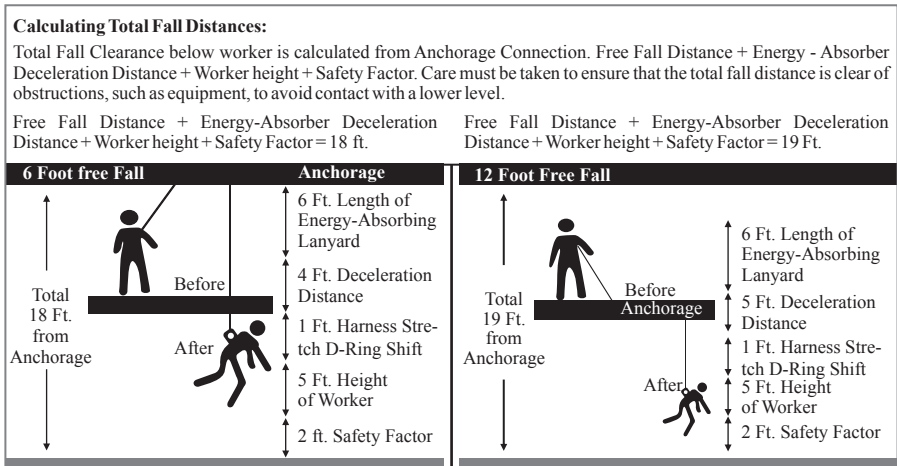 Calculating Total Fall Distances:
Total Fall Clearance below worker is calculated from Anchorage Connection. Free Fall Distance + Energy - Absorber
Deceleration Distance + Worker height + Safety Factor. Care must be taken to ensure that the total fall distance is clear of
obstructions, such as equipment, to avoid contact with a lower level.
Free Fall Distance + Energy-Absorber Deceleration
Distance + Worker height + Safety Factor = 18 ft.
Free Fall Distance + Energy-Absorber Deceleration
Distance + Worker height + Safety Factor = 19 Ft.
6 Foot free Fall
Anchorage
Total
18 Ft.
from
Anchorage
Before
After
6 Ft. Length of
Energy-Absorbing
Lanyard
4 Ft. Deceleration
Distance
1 Ft. Harness Stre-
tch D-Ring Shift
5 Ft. Height
of Worker
2 ft. Safety Factor
12 Foot Free Fall
Total
19 Ft.
from
Anchorage
Before
Anchorage
After
6 Ft. Length of
Energy-Absorbing
Lanyard
5 Ft. Deceleration
Distance
1 Ft. Harness Stre-
tch D-Ring Shift
5 Ft. Height
of Worker
2 Ft. Safety Factor